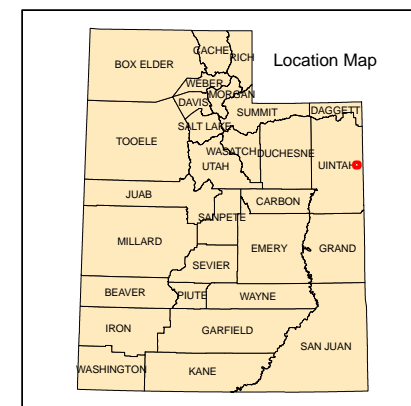 Location Map
CACHE
RICH
BOX ELDER
WEBER
MORGAN
DAVIS
SUMMIT
DAGGETT
SALT LAKE
TOOELE
WASATCH
DUCHESNE
UTAH
UINTAH
JUAB
CARBON
SANPETE
MILLARD
EMERY
GRAND
SEVIER
BEAVER
PIUTE
WAYNE
IRON
GARFIELD
SAN JUAN
WASHINGTON
KANE